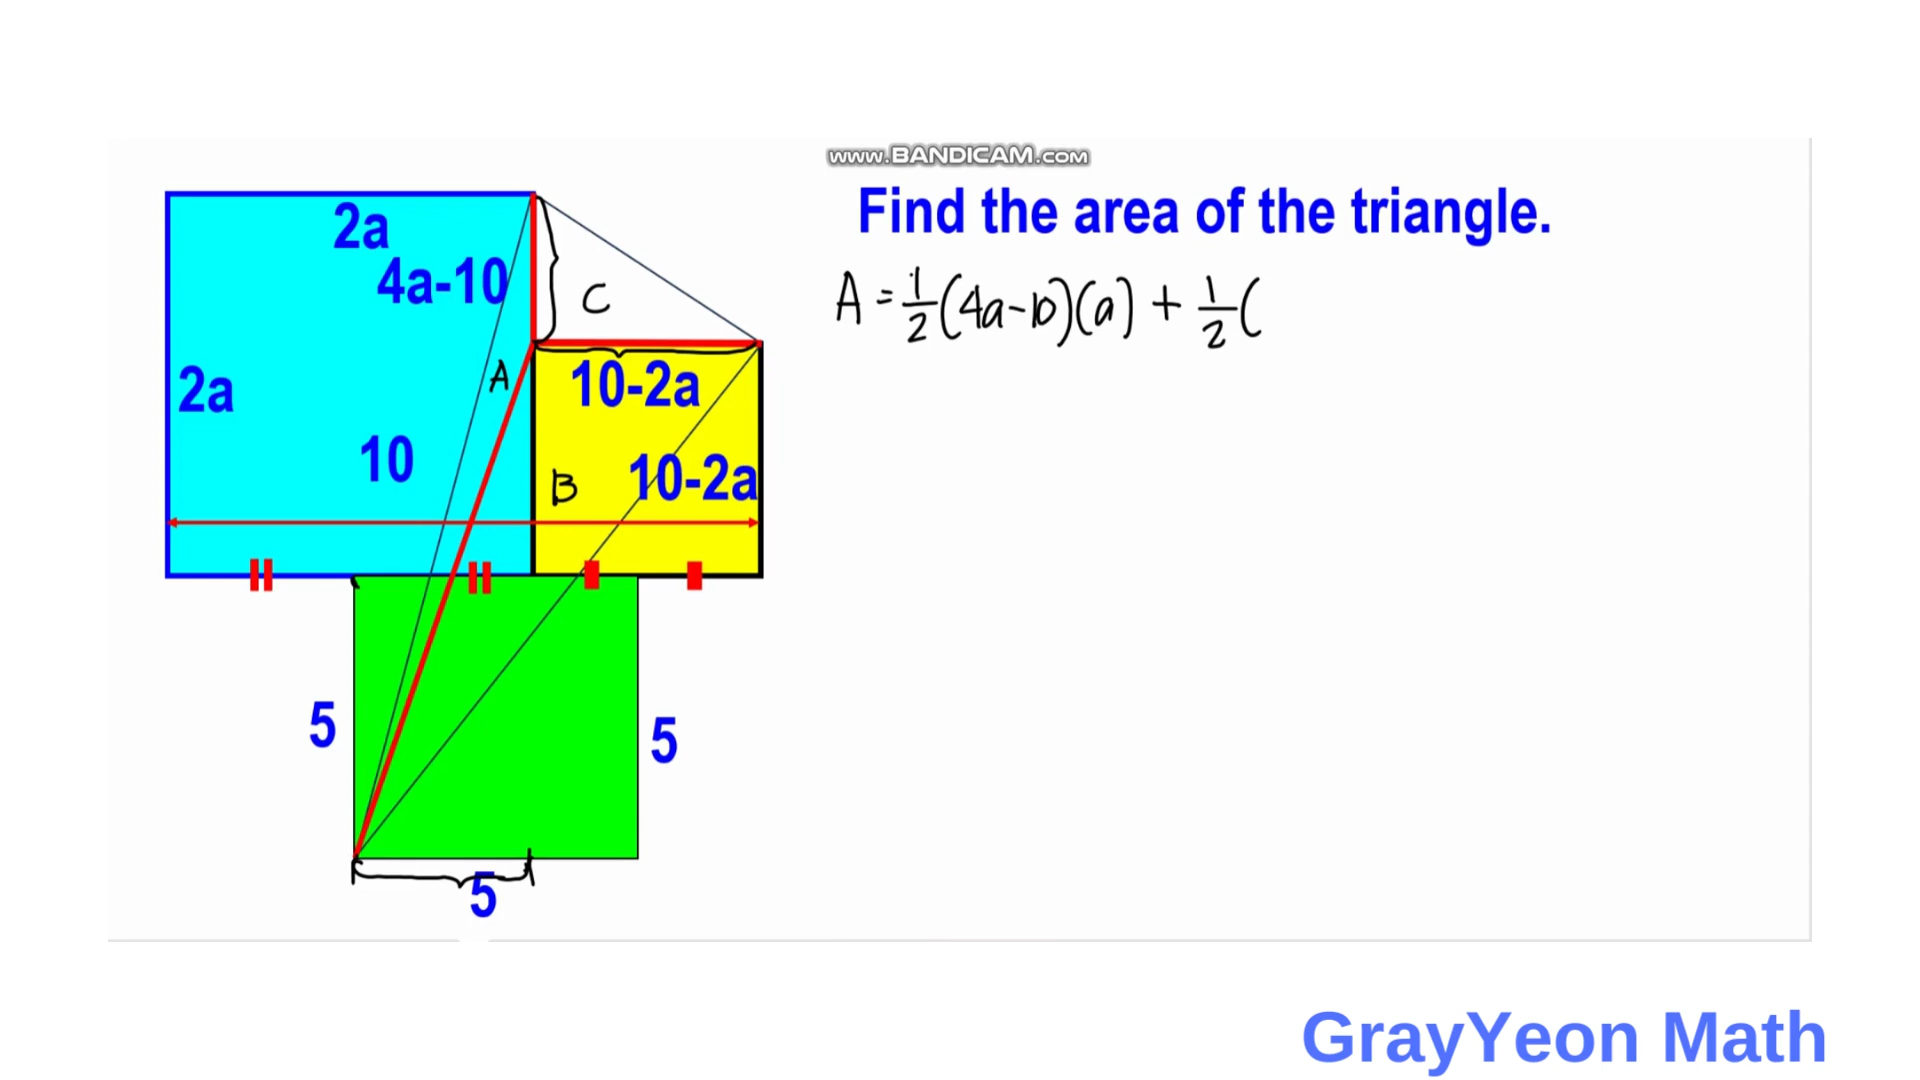 www.BANDICAM.com
Find the area of the triangle.
A = 1/2 (4a-10)(a) + 1/2 (
2a
4a-10
C
2a
A
10-2a
10
B
10-2a
5
5
5
GrayYeon Math